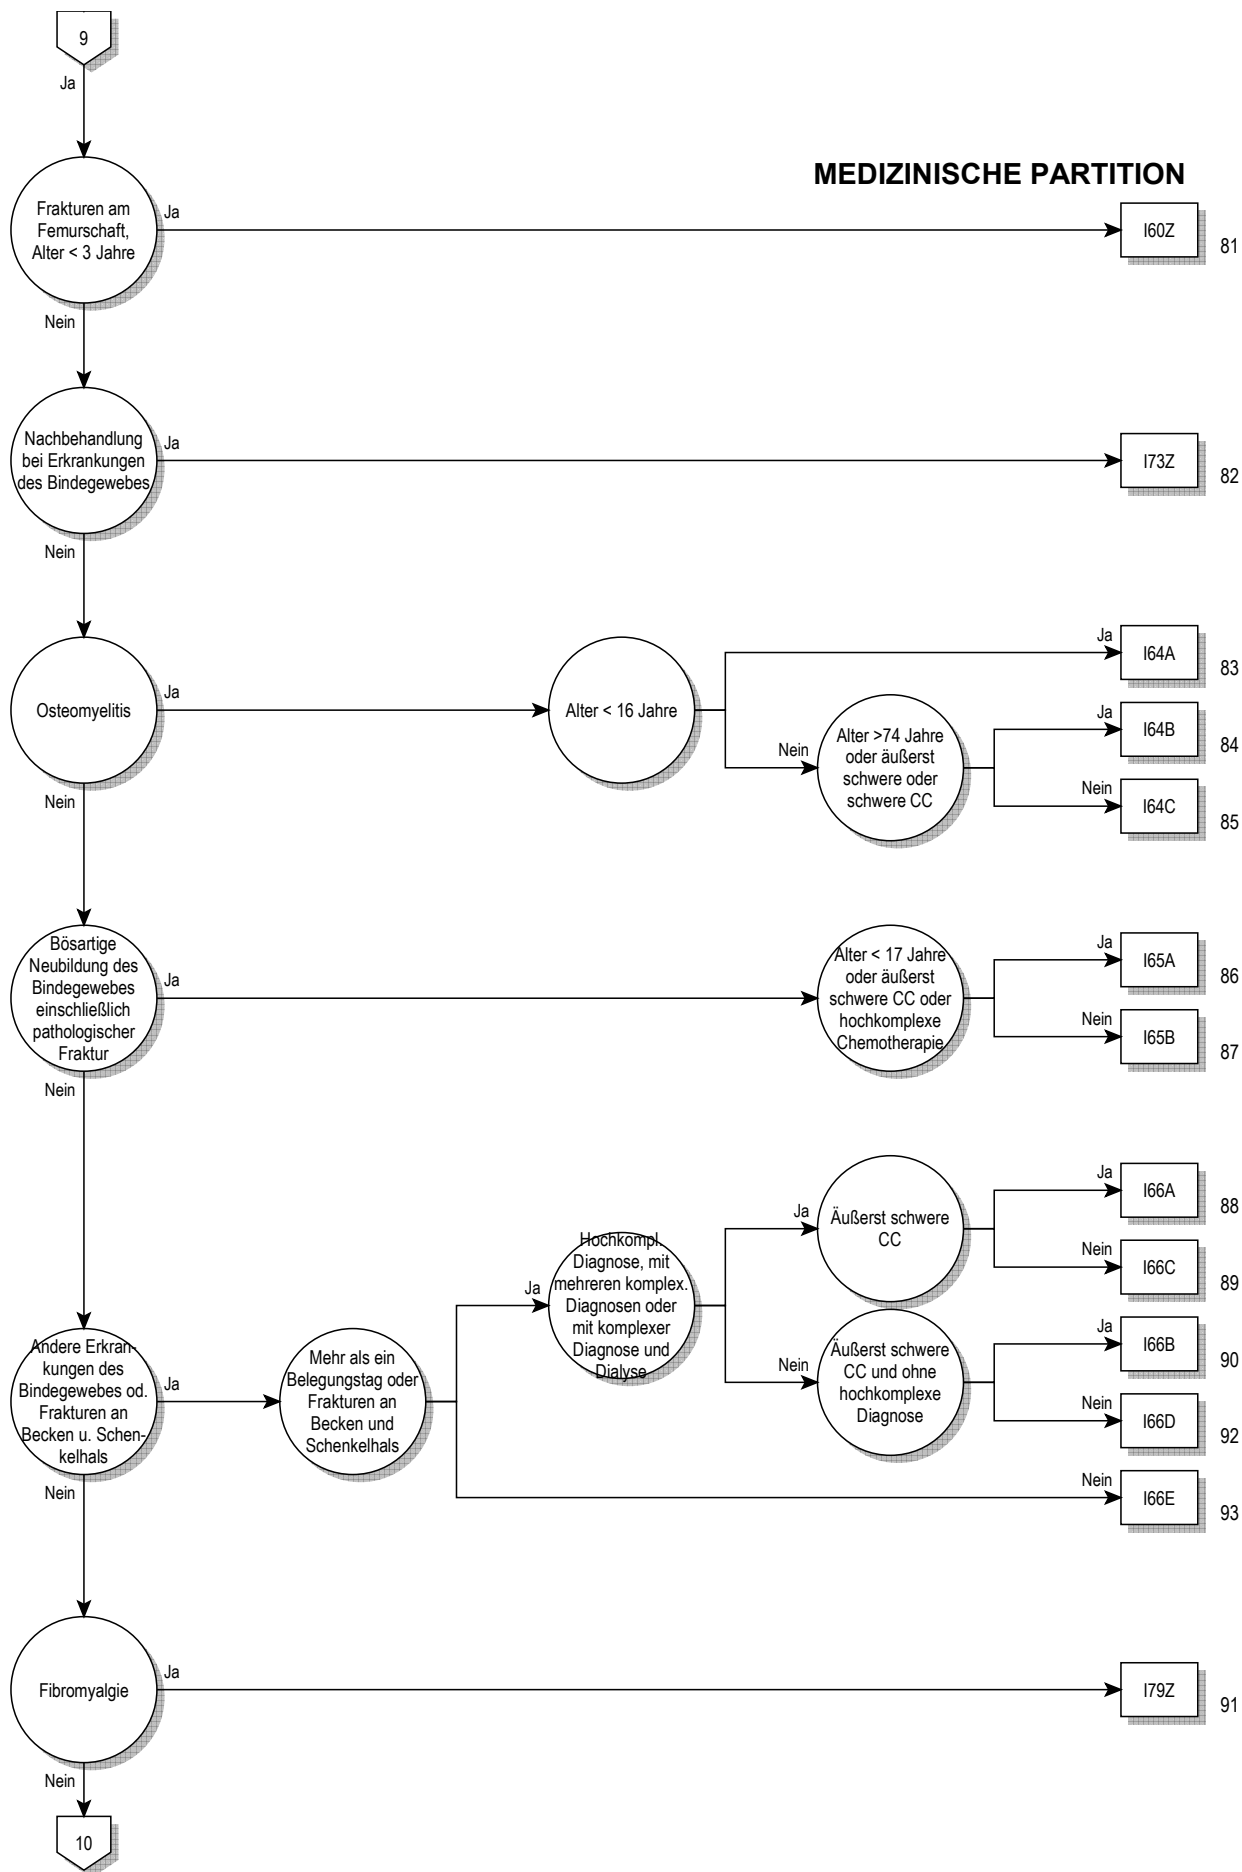 9
Ja
MEDIZINISCHE PARTITION
Frakturen am
Femurschaft,
Alter < 3 Jahre
Ja
I60Z
81
Nein
Nachbehandlung
bei Erkrankungen
des Bindegewebes
Ja
I73Z
82
Nein
Osteomyelitis
Ja
Alter < 16 Jahre
Ja
I64A
83
Nein
Alter >74 Jahre
oder äußerst
schwere oder
schwere CC
Ja
I64B
84
Nein
I64C
85
Nein
Bösartige
Neubildung des
Bindegewebes
einschließlich
pathologischer
Fraktur
Ja
Alter < 17 Jahre
oder äußerst
schwere CC oder
hochkomplexe
Chemotherapie
Ja
I65A
86
Nein
I65B
87
Nein
Andere Erkran-
kungen des
Bindegewebes od.
Frakturen an
Becken u. Schen-
kelhals
Ja
Mehr als ein
Belegungstag oder
Frakturen an
Becken und
Schenkelhals
Ja
Hochkompl.
Diagnose, mit
mehreren komplex.
Diagnosen oder
mit komplexer
Diagnose und
Dialyse
Ja
Äußerst schwere
CC
Ja
I66A
88
Nein
I66C
89
Nein
Äußerst schwere
CC und ohne
hochkomplexe
Diagnose
Ja
I66B
90
Nein
I66D
92
Nein
I66E
93
Nein
Fibromyalgie
Ja
I79Z
91
Nein
10